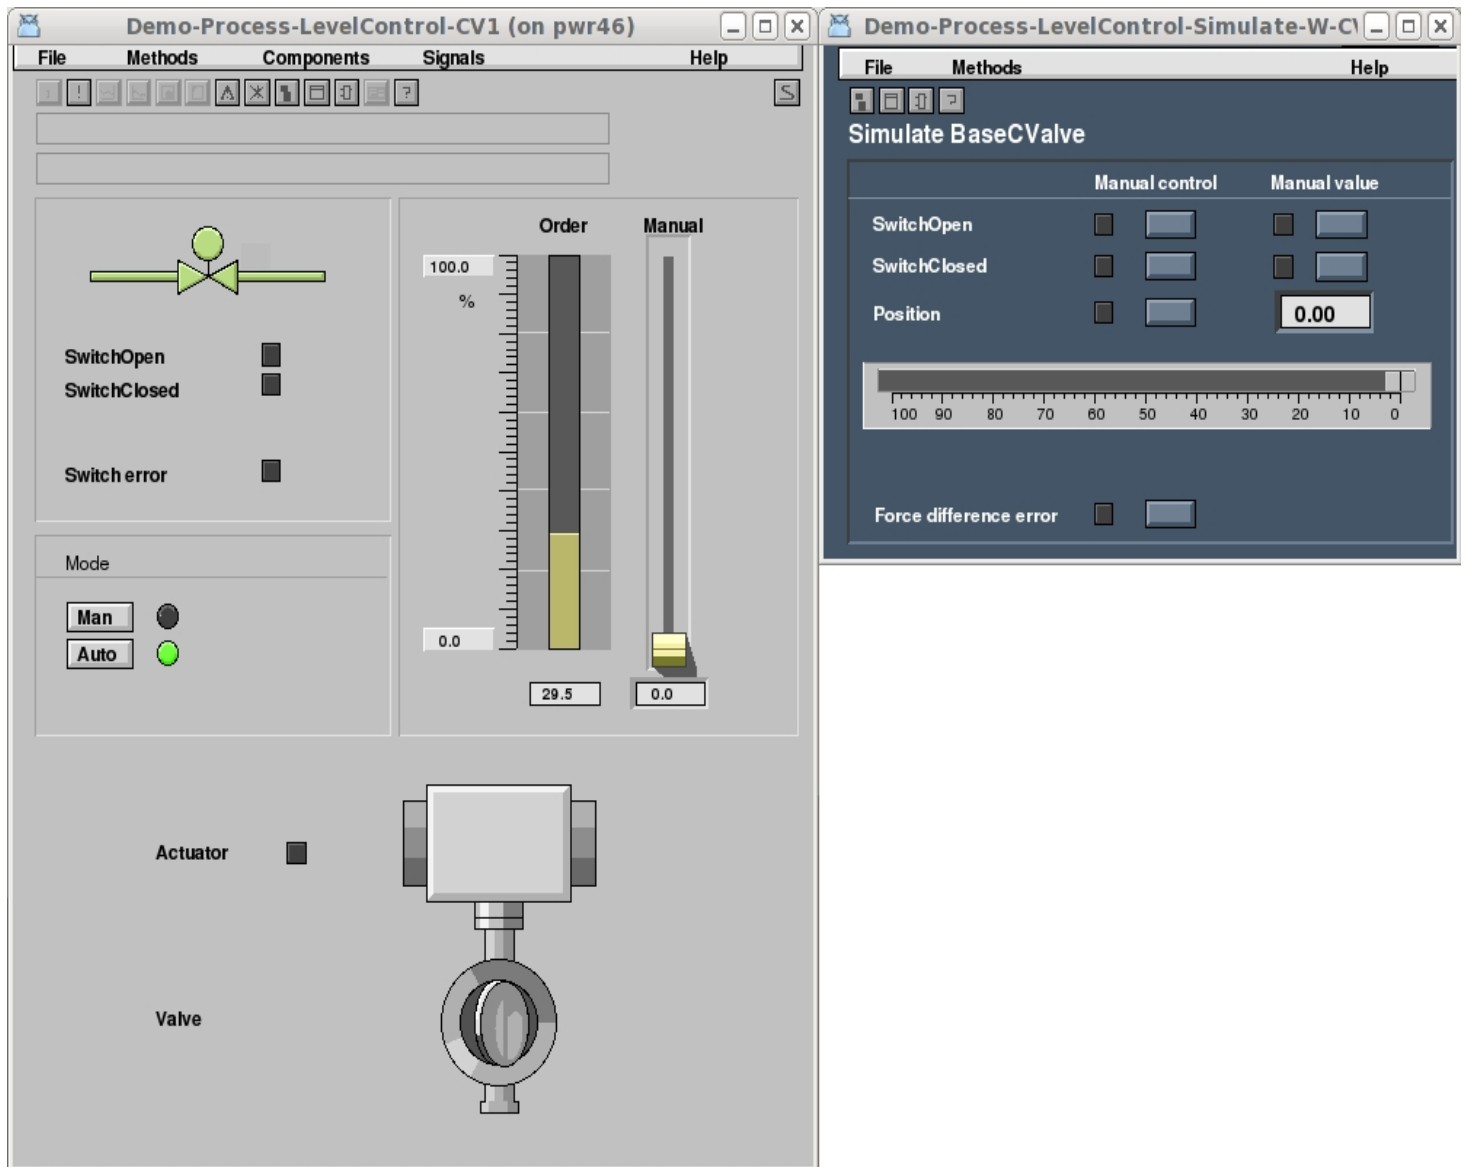 Demo-Process-LevelControl-CV1 (on pwr46)
File Methods Components Signals Help
Order Manual
100.0
%
SwitchOpen
SwitchClosed
Switch error
Mode
Man
Auto
0.0
29.5 0.0
Actuator
Valve
Demo-Process-LevelControl-Simulate-W-CV
File Methods Help
Simulate BaseCValve
Manual control Manual value
SwitchOpen
SwitchClosed
Position 0.00
100 90 80 70 60 50 40 30 20 10 0
Force difference error